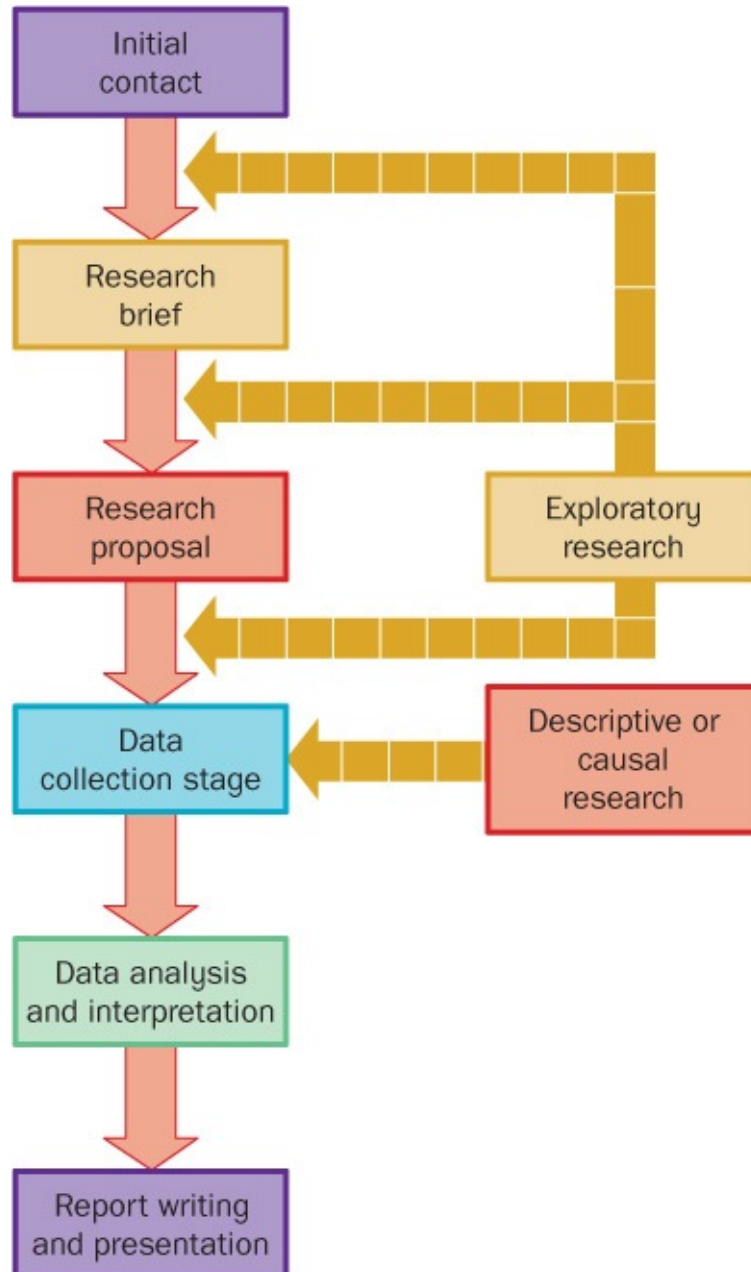 Initial
contact
Research
brief
Research
proposal
Exploratory
research
Data
collection stage
Descriptive or
causal
research
Data analysis
and interpretation
Report writing
and presentation